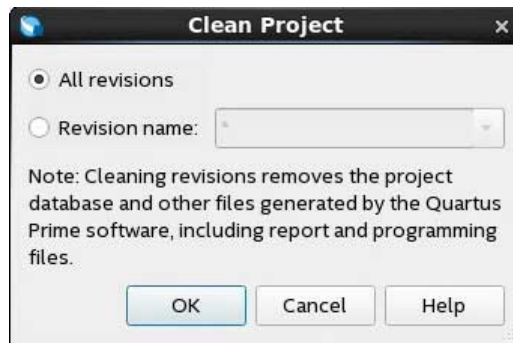 Clean Project
All revisions
Revision name:
Note: Cleaning revisions removes the project
database and other files generated by the Quartus
Prime software, including report and programming
files.
OK Cancel Help